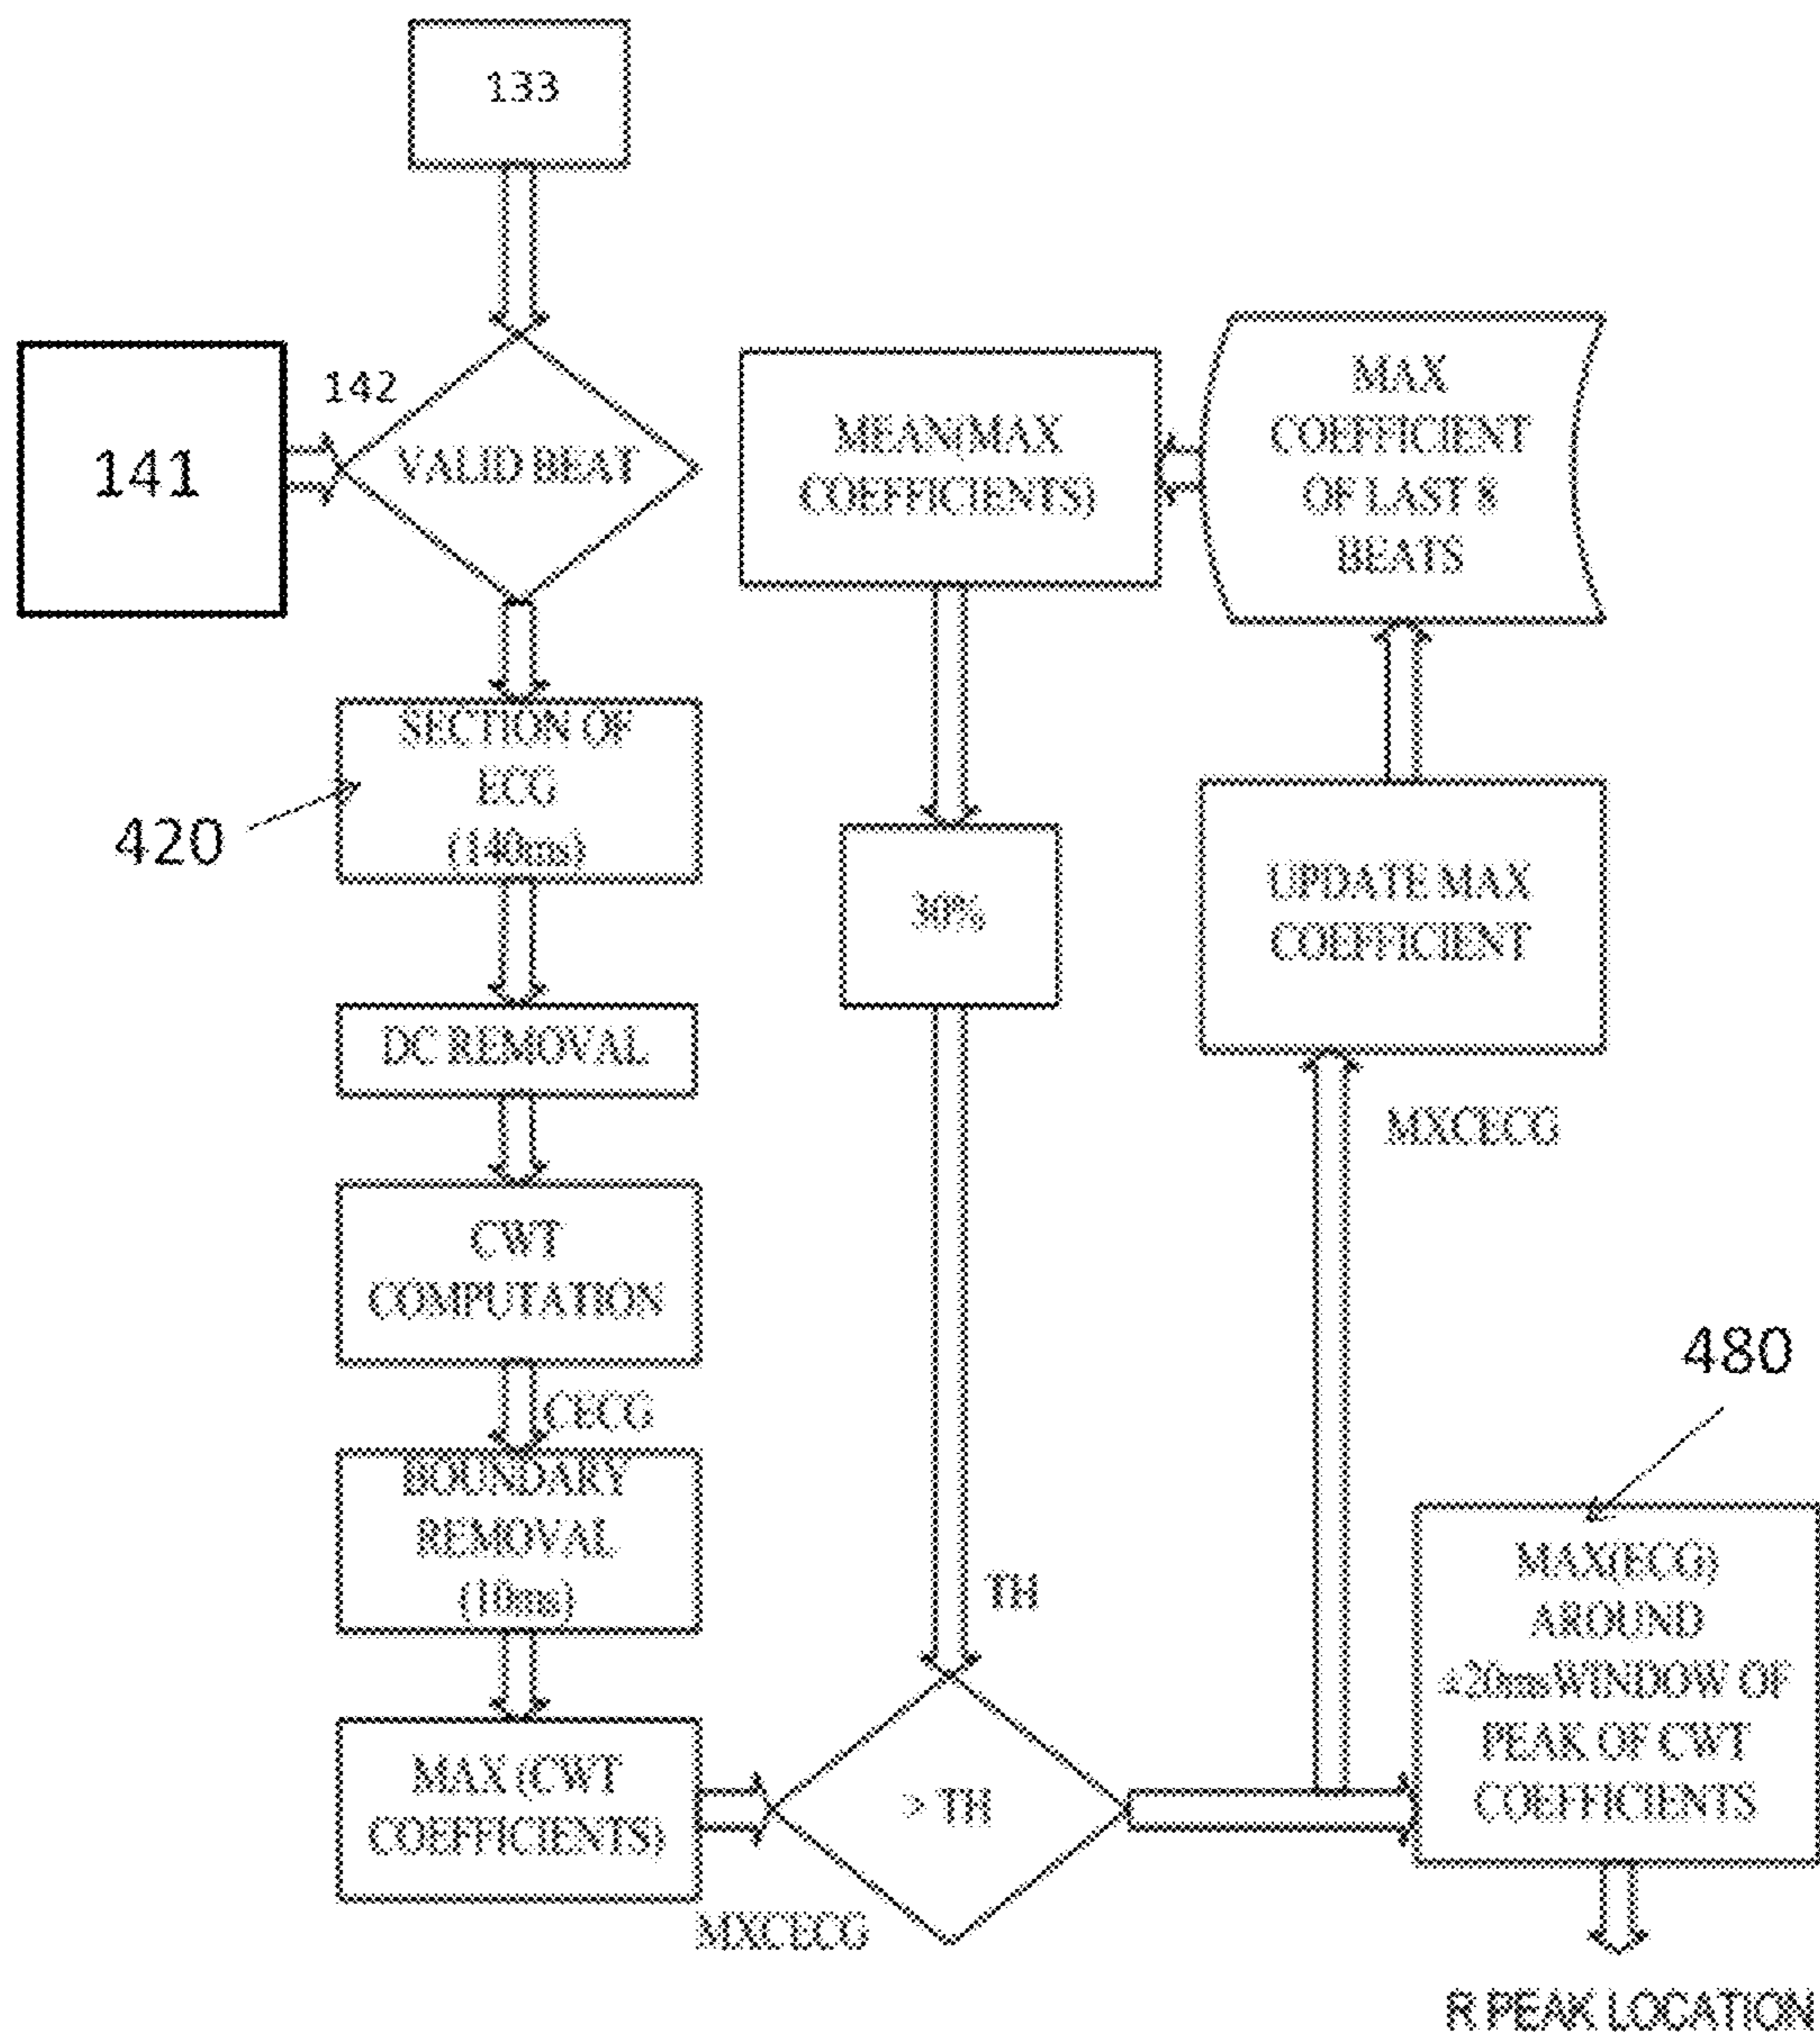 133
141
142
VALID BEAT
SECTION OF
ECG
(140ms)
420
DC REMOVAL
CWT
COMPUTATION
CECG
BOUNDARY
REMOVAL
(10ms)
MAX (CWT
COEFFICIENTS)
MXCECG
MEAN(MAX
COEFFICIENTS)
30%
TH
> TH
MAX
COEFFICIENT
OF LAST 8
BEATS
UPDATE MAX
COEFFICIENT
MXCECG
480
MAX(ECG)
AROUND
±20msWINDOW OF
PEAK OF CWT
COEFFICIENTS
R PEAK LOCATION